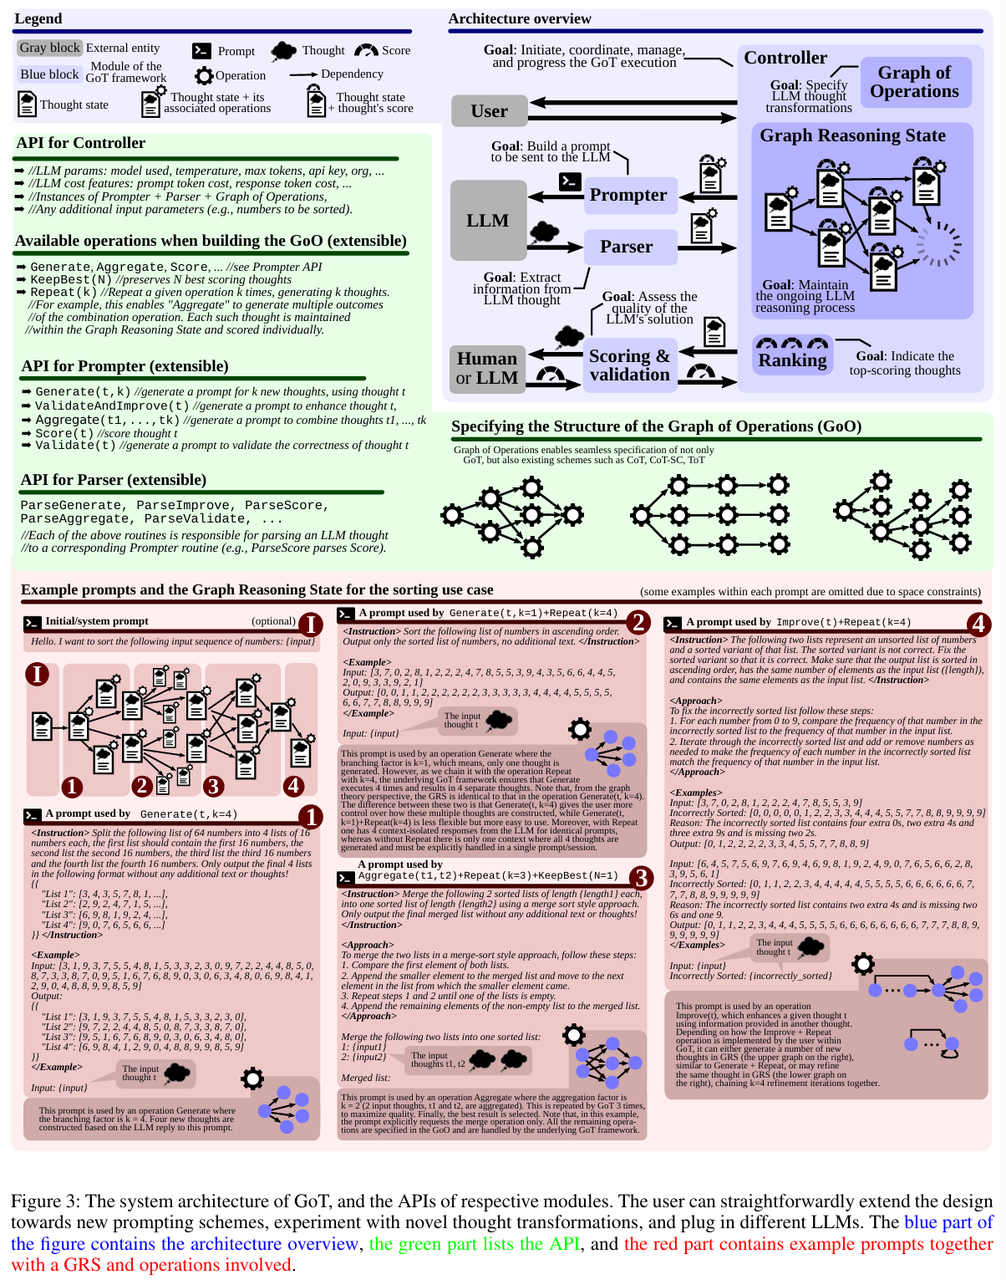 Legend
Gray block External entity
Prompt
Thought
Score
Blue block Module of the
GoT framework
Operation
Dependency
Thought state
Thought state + its
associated operations
Thought state
+ thought's score
Architecture overview
Goal: Initiate, coordinate, manage,
and progress the GoT execution
Controller
Goal: Specify
LLM thought
transformations
Graph of
Operations
User
Goal: Build a prompt
to be sent to the LLM
Graph Reasoning State
LLM
Prompter
Parser
Goal: Extract
information from
LLM thought
Goal: Assess the
quality of the
LLM's solution
Goal: Maintain
the ongoing LLM
reasoning process
Human
or LLM
Scoring &
validation
Ranking
Goal: Indicate the
top-scoring thoughts
API for Controller
//LLM params: model used, temperature, max tokens, api key, org, ...
//LLM cost features: prompt token cost, response token cost, ...
//Instances of Prompter + Parser + Graph of Operations,
//Any additional input parameters (e.g., numbers to be sorted).
Available operations when building the GoO (extensible)
Generate, Aggregate, Score, ... //see Prompter API
KeepBest(N) //preserves N best scoring thoughts
Repeat(k) //Repeat a given operation k times, generating k thoughts.
//For example, this enables "Aggregate" to generate multiple outcomes
//of the combination operation. Each such thought is maintained
//within the Graph Reasoning State and scored individually.
API for Prompter (extensible)
Generate(t,k) //generate a prompt for k new thoughts, using thought t
ValidateAndImprove(t) //generate a prompt to enhance thought t,
Aggregate(t1,...,tk) //generate a prompt to combine thoughts t1, ..., tk
Score(t) //score thought t
Validate(t) //generate a prompt to validate the correctness of thought t
API for Parser (extensible)
ParseGenerate, ParseImprove, ParseScore,
ParseAggregate, ParseValidate, ...
//Each of the above routines is responsible for parsing an LLM thought
//to a corresponding Prompter routine (e.g., ParseScore parses Score).
Specifying the Structure of the Graph of Operations (GoO)
Graph of Operations enables seamless specification of not only
GoT, but also existing schemes such as CoT, CoT-SC, ToT
Example prompts and the Graph Reasoning State for the sorting use case
(some examples within each prompt are omitted due to space constraints)
Initial/system prompt (optional) I
Hello. I want to sort the following input sequence of numbers: {input}
I
1 2 3 4
A prompt used by Generate(t,k=4) 1
<Instruction> Split the following list of 64 numbers into 4 lists of 16
numbers each, the first list should contain the first 16 numbers, the
second list the second 16 numbers, the third list the third 16 numbers
and the fourth list the fourth 16 numbers. Only output the final 4 lists
in the following format without any additional text or thoughts!
{{
"List 1": [3, 4, 3, 5, 7, 8, 1, ...],
"List 2": [2, 9, 2, 4, 7, 1, 5, ...],
"List 3": [6, 9, 8, 1, 9, 2, 4, ...],
"List 4": [9, 0, 7, 6, 5, 6, 6, ...]
}} </Instruction>
<Example>
Input: [3, 1, 9, 3, 7, 5, 5, 4, 8, 1, 5, 3, 3, 2, 3, 0, 9, 7, 2, 2, 4, 4, 8, 5, 0,
8, 7, 3, 3, 8, 7, 0, 9, 5, 1, 6, 7, 6, 8, 9, 0, 3, 0, 6, 3, 4, 8, 0, 6, 9, 8, 4, 1,
2, 9, 0, 4, 8, 8, 9, 9, 8, 5, 9]
Output:
{{
"List 1": [3, 1, 9, 3, 7, 5, 5, 4, 8, 1, 5, 3, 3, 2, 3, 0],
"List 2": [9, 7, 2, 2, 4, 4, 8, 5, 0, 8, 7, 3, 3, 8, 7, 0],
"List 3": [9, 5, 1, 6, 7, 6, 8, 9, 0, 3, 0, 6, 3, 4, 8, 0],
"List 4": [6, 9, 8, 4, 1, 2, 9, 0, 4, 8, 8, 9, 9, 8, 5, 9]
}}
</Example>
The input
thought t
Input: {input}
This prompt is used by an operation Generate where
the branching factor is k = 4. Four new thoughts are
constructed based on the LLM reply to this prompt.
A prompt used by Generate(t,k=1)+Repeat(k=4) 2
<Instruction> Sort the following list of numbers in ascending order.
Output only the sorted list of numbers, no additional text. </Instruction>
<Example>
Input: [3, 7, 0, 2, 8, 1, 2, 2, 2, 4, 7, 8, 5, 5, 3, 9, 4, 3, 5, 6, 6, 4, 4, 5,
2, 0, 9, 3, 3, 9, 2, 1]
Output: [0, 0, 1, 1, 2, 2, 2, 2, 2, 2, 3, 3, 3, 3, 3, 4, 4, 4, 4, 5, 5, 5, 5,
6, 6, 7, 7, 8, 8, 9, 9, 9, 9]
</Example>
The input
thought t
Input: {input}
This prompt is used by an operation Generate where the
branching factor is k=1, which means, only one thought is
generated. However, as we chain it with the operation Repeat
with k=4, the underlying GoT framework ensures that Generate
executes 4 times and results in 4 separate thoughts. Note that, from the graph
theory perspective, the GRS is identical to that in the operation Generate(t, k=4).
The difference between these two is that Generate(t, k=4) gives the user more
control over how these multiple thoughts are constructed, while Generate(t,
k=1)+Repeat(k=4) is less flexible but more easy to use. Moreover, with Repeat
one has 4 context-isolated responses from the LLM for identical prompts,
whereas without Repeat there is only one context where all 4 thoughts are
generated and must be explicitly handled in a single prompt/session.
A prompt used by
Aggregate(t1,t2)+Repeat(k=3)+KeepBest(N=1) 3
<Instruction> Merge the following 2 sorted lists of length {length1} each,
into one sorted list of length {length2} using a merge sort style approach.
Only output the final merged list without any additional text or thoughts!
</Instruction>
<Approach>
To merge the two lists in a merge-sort style approach, follow these steps:
1. Compare the first element of both lists.
2. Append the smaller element to the merged list and move to the next
element in the list from which the smaller element came.
3. Repeat steps 1 and 2 until one of the lists is empty.
4. Append the remaining elements of the non-empty list to the merged list.
</Approach>
Merge the following two lists into one sorted list:
1: {input1}
2: {input2}
The input
thoughts t1, t2
Merged list:
This prompt is used by an operation Aggregate where the aggregation factor is
k = 2 (2 input thoughts, t1 and t2, are aggregated). This is repeated by GoT 3 times,
to maximize quality. Finally, the best result is selected. Note that, in this example,
the prompt explicitly requests the merge operation only. All the remaining opera-
tions are specified in the GoO and are handled by the underlying GoT framework.
A prompt used by Improve(t)+Repeat(k=4) 4
<Instruction> The following two lists represent an unsorted list of numbers
and a sorted variant of that list. The sorted variant is not correct. Fix the
sorted variant so that it is correct. Make sure that the output list is sorted in
ascending order, has the same number of elements as the input list ({length}),
and contains the same elements as the input list. </Instruction>
<Approach>
To fix the incorrectly sorted list follow these steps:
1. For each number from 0 to 9, compare the frequency of that number in the
incorrectly sorted list to the frequency of that number in the input list.
2. Iterate through the incorrectly sorted list and add or remove numbers as
needed to make the frequency of each number in the incorrectly sorted list
match the frequency of that number in the input list.
</Approach>
<Examples>
Input: [3, 7, 0, 2, 8, 1, 2, 2, 2, 4, 7, 8, 5, 5, 3, 9]
Incorrectly Sorted: [0, 0, 0, 0, 0, 1, 2, 2, 3, 3, 4, 4, 4, 5, 5, 7, 7, 8, 8, 9, 9, 9, 9]
Reason: The incorrectly sorted list contains four extra 0s, two extra 4s and
three extra 9s and is missing two 2s.
Output: [0, 1, 2, 2, 2, 2, 3, 3, 4, 5, 5, 7, 7, 8, 8, 9]
Input: [6, 4, 5, 7, 5, 6, 9, 7, 6, 9, 4, 6, 9, 8, 1, 9, 2, 4, 9, 0, 7, 6, 5, 6, 6, 2, 8,
3, 9, 5, 6, 1]
Incorrectly Sorted: [0, 1, 1, 2, 2, 3, 4, 4, 4, 4, 4, 5, 5, 5, 5, 6, 6, 6, 6, 6, 6, 7,
7, 7, 8, 8, 9, 9, 9, 9, 9]
Reason: The incorrectly sorted list contains two extra 4s and is missing two
6s and one 9.
Output: [0, 1, 1, 2, 2, 3, 4, 4, 4, 5, 5, 5, 5, 6, 6, 6, 6, 6, 6, 6, 6, 7, 7, 7, 8, 8, 9,
9, 9, 9, 9, 9]
</Examples>
The input
thought t
Input: {input}
Incorrectly Sorted: {incorrectly_sorted}
This prompt is used by an operation
Improve(t), which enhances a given thought t
using information provided in another thought.
Depending on how the Improve + Repeat
operation is implemented by the user within
GoT, it can either generate a number of new
thoughts in GRS (the upper graph on the right),
similar to Generate + Repeat, or may refine
the same thought in GRS (the lower graph on
the right), chaining k=4 refinement iterations together.
Figure 3: The system architecture of GoT, and the APIs of respective modules. The user can straightforwardly extend the design
towards new prompting schemes, experiment with novel thought transformations, and plug in different LLMs. The blue part of
the figure contains the architecture overview, the green part lists the API, and the red part contains example prompts together
with a GRS and operations involved.